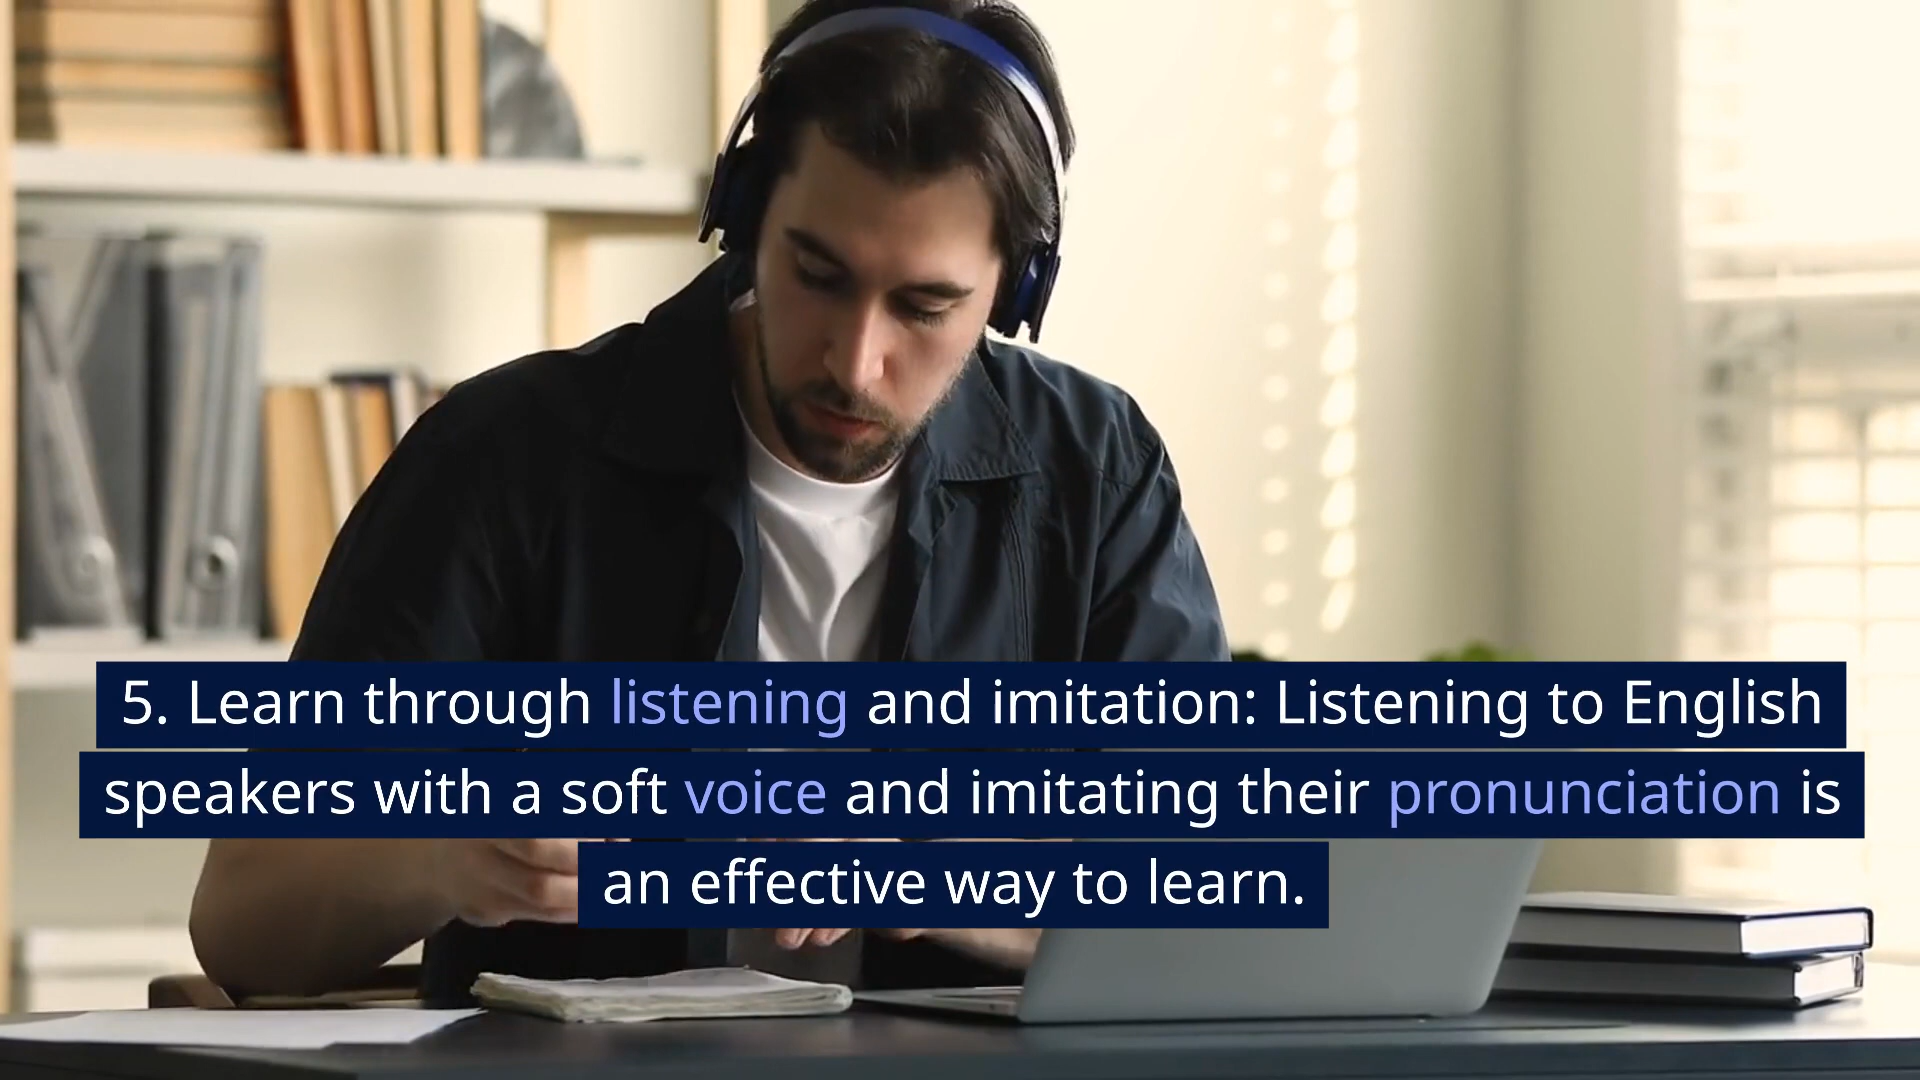 5. Learn through listening and imitation: Listening to English
speakers with a soft voice and imitating their pronunciation is
an effective way to learn.